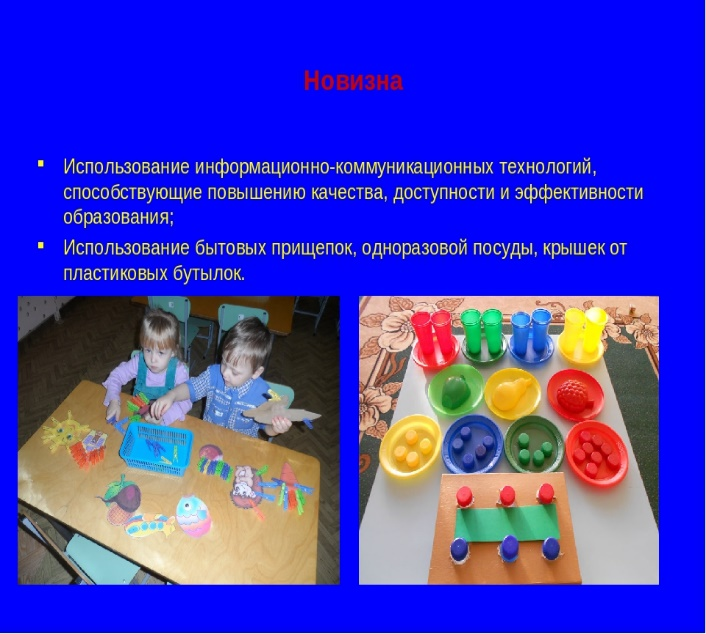 Новизна
Использование информационно-коммуникационных технологий,
способствующие повышению качества, доступности и эффективности
образования;
Использование бытовых прищепок, одноразовой посуды, крышек от
пластиковых бутылок.